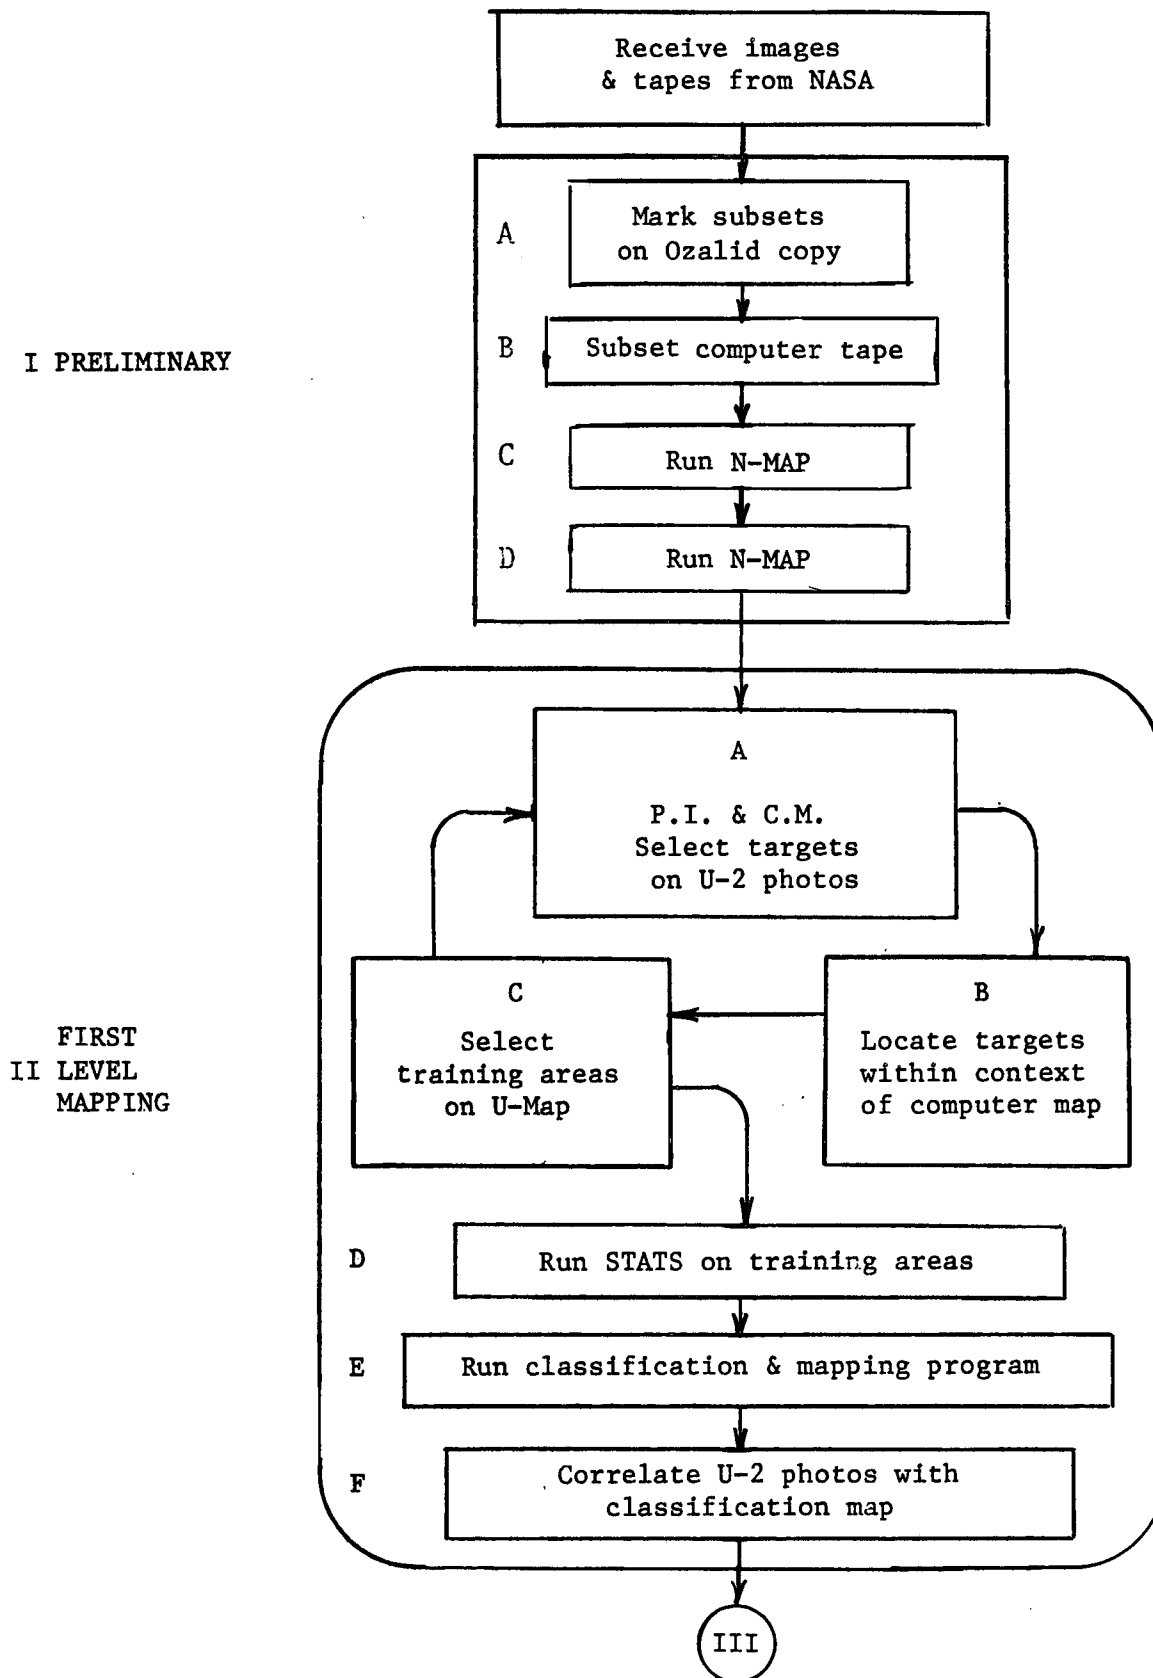 Receive images
& tapes from NASA
A
Mark subsets
on Ozalid copy
I PRELIMINARY
B
Subset computer tape
C
Run N-MAP
D
Run N-MAP
A
P.I. & C.M.
Select targets
on U-2 photos
C
Select
training areas
on U-Map
B
Locate targets
within context
of computer map
FIRST
II LEVEL
MAPPING
D
Run STATS on training areas
E
Run classification & mapping program
F
Correlate U-2 photos with
classification map
III